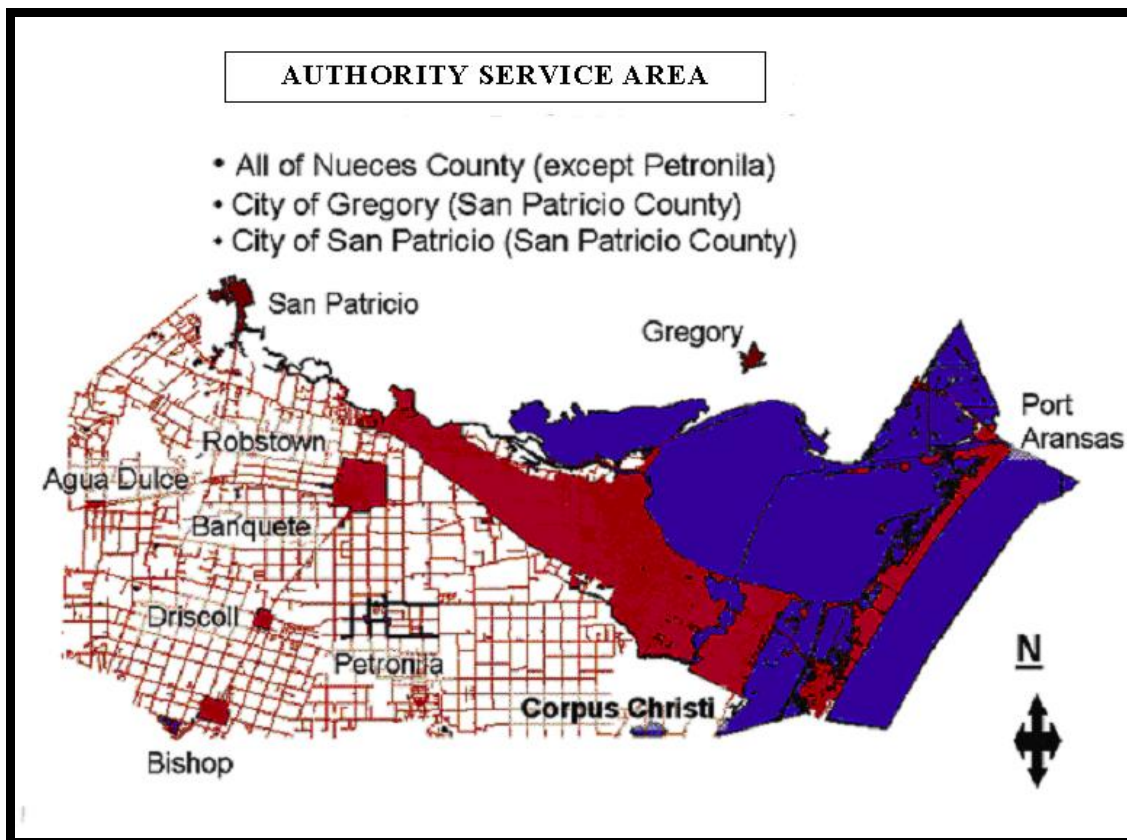 AUTHORITY SERVICE AREA
• All of Nueces County (except Petronila)
• City of Gregory (San Patricio County)
• City of San Patricio (San Patricio County)
San Patricio
Gregory
Port
Aransas
Robstown
Agua Dulce
Banquete
Driscoll
Petronila
N
Corpus Christi
Bishop